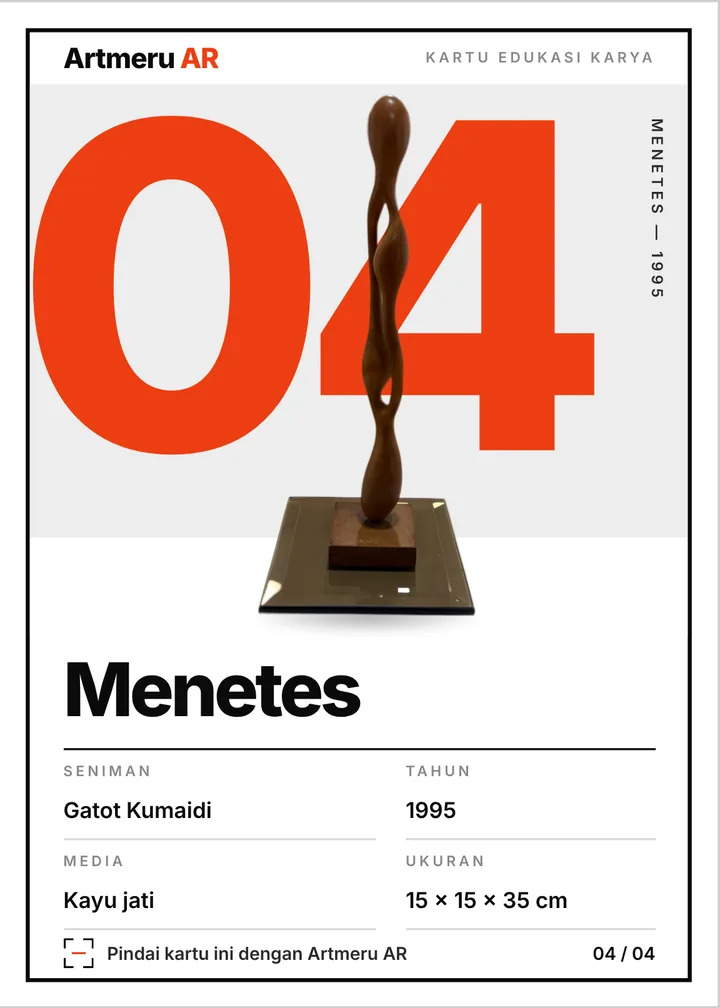 Artmeru AR
KARTU EDUKASI KARYA
04
MENETES — 1995
Menetes
SENIMAN
Gatot Kumaidi
TAHUN
1995
MEDIA
Kayu jati
UKURAN
15 × 15 × 35 cm
Pindai kartu ini dengan Artmeru AR
04 / 04